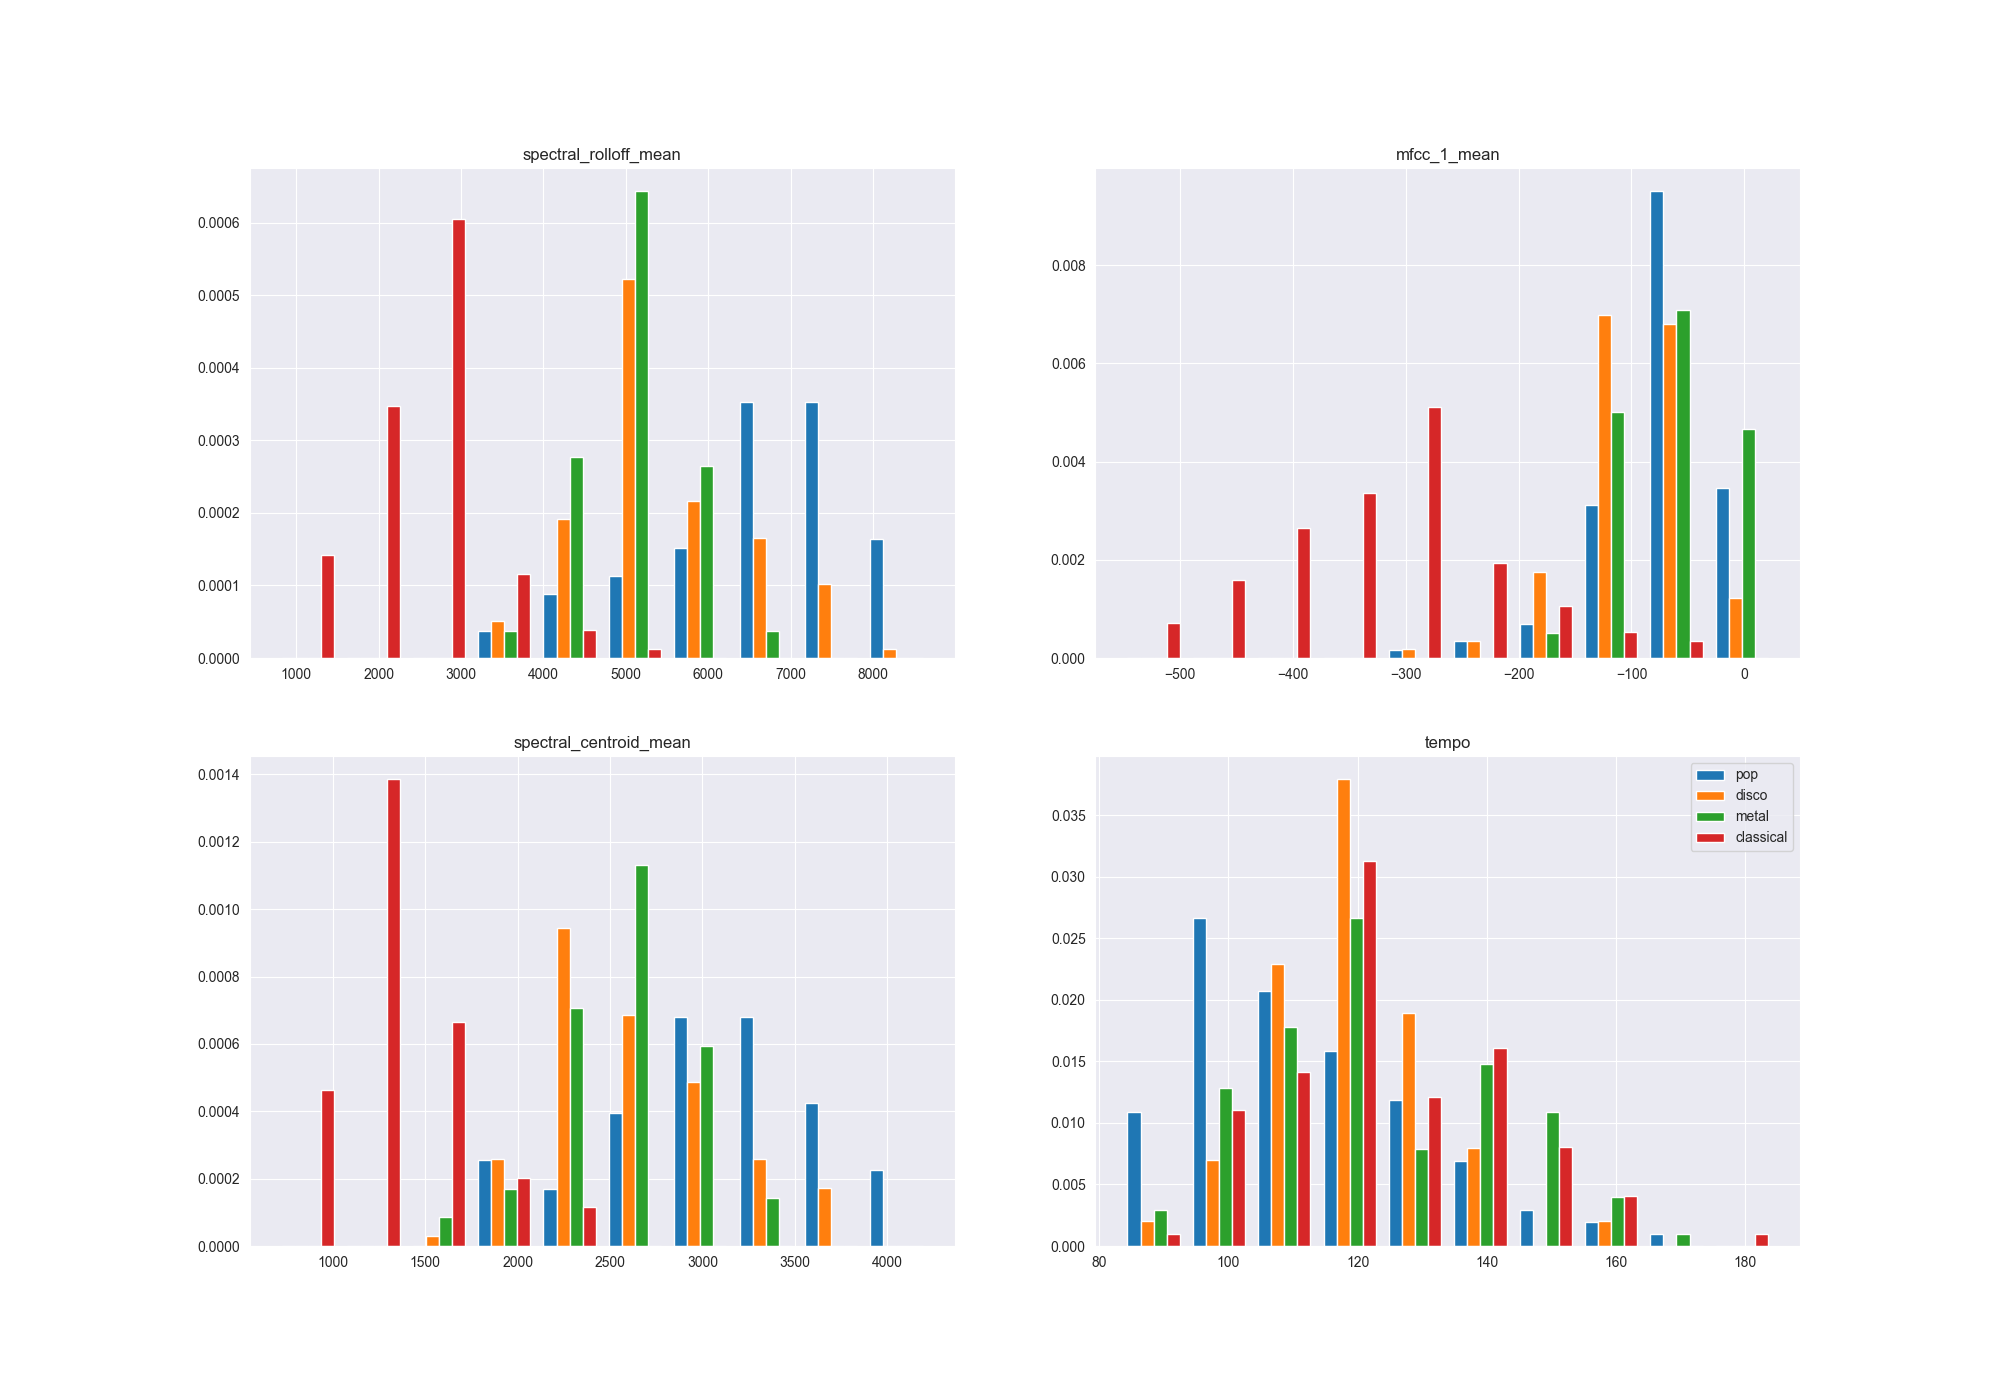 spectral_rolloff_mean
0.0006
0.0005
0.0004
0.0003
0.0002
0.0001
0.0000
1000 2000 3000 4000 5000 6000 7000 8000
mfcc_1_mean
0.008
0.006
0.004
0.002
0.000
−500 −400 −300 −200 −100 0
spectral_centroid_mean
0.0014
0.0012
0.0010
0.0008
0.0006
0.0004
0.0002
0.0000
1000 1500 2000 2500 3000 3500 4000
tempo
pop
disco
metal
classical
0.035
0.030
0.025
0.020
0.015
0.010
0.005
0.000
80 100 120 140 160 180